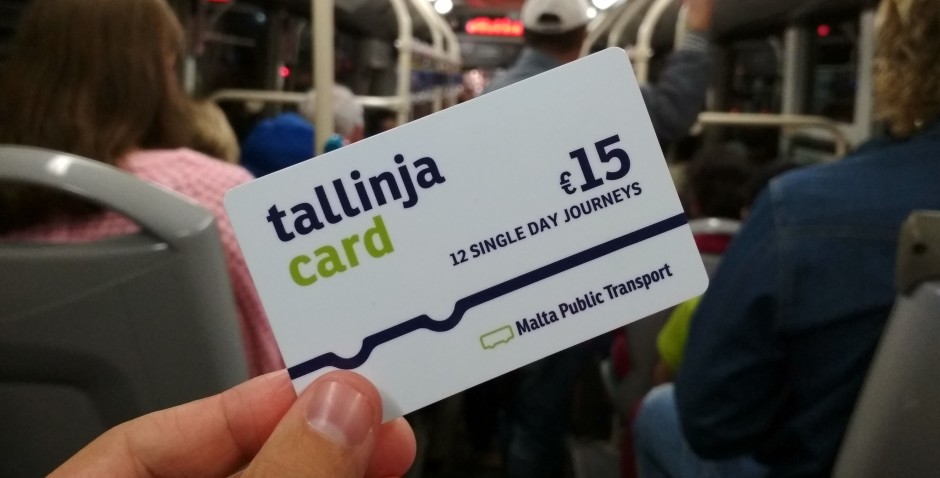 tallinja
card
€15
12 SINGLE DAY JOURNEYS
Malta Public Transport